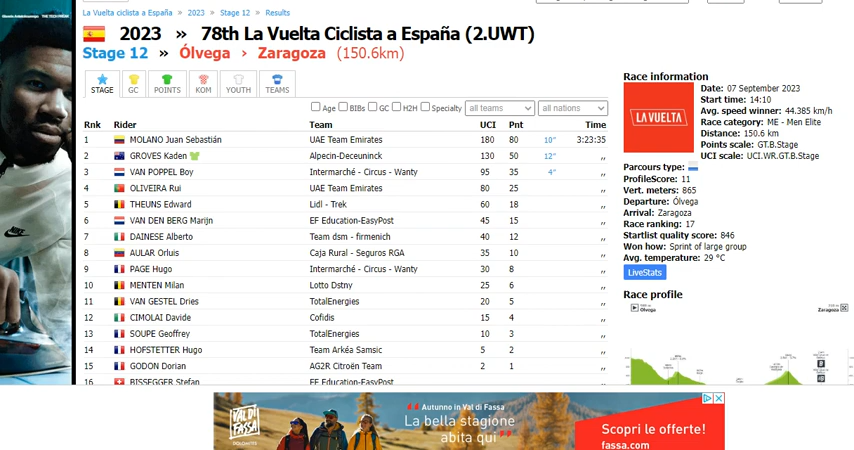 La Vuelta ciclista a España » 2023 » Stage 12 » Results
2023 » 78th La Vuelta Ciclista a España (2.UWT)
Stage 12 » Ólvega › Zaragoza (150.6km)
STAGE GC POINTS KOM YOUTH TEAMS
Age BIBs GC H2H Specialty all teams all nations
Rnk Rider Team UCI Pnt Time
1 MOLANO Juan Sebastián UAE Team Emirates 180 80 10″ 3:23:35
2 GROVES Kaden Alpecin-Deceuninck 130 50 12″ ,,
3 VAN POPPEL Boy Intermarché - Circus - Wanty 95 35 4″ ,,
4 OLIVEIRA Rui UAE Team Emirates 80 25 ,,
5 THEUNS Edward Lidl - Trek 60 18 ,,
6 VAN DEN BERG Marijn EF Education-EasyPost 45 15 ,,
7 DAINESE Alberto Team dsm - firmenich 40 12 ,,
8 AULAR Orluis Caja Rural - Seguros RGA 35 10 ,,
9 PAGE Hugo Intermarché - Circus - Wanty 30 8 ,,
10 MENTEN Milan Lotto Dstny 25 6 ,,
11 VAN GESTEL Dries TotalEnergies 20 5 ,,
12 CIMOLAI Davide Cofidis 15 4 ,,
13 SOUPE Geoffrey TotalEnergies 10 3 ,,
14 HOFSTETTER Hugo Team Arkéa Samsic 5 2 ,,
15 GODON Dorian AG2R Citroën Team 2 1 ,,
16 BISSEGGER Stefan EF Education-EasyPost
Race information
LA VUELTA
Date: 07 September 2023
Start time: 14:10
Avg. speed winner: 44.385 km/h
Race category: ME - Men Elite
Distance: 150.6 km
Points scale: GT.B.Stage
UCI scale: UCI.WR.GT.B.Stage
Parcours type:
ProfileScore: 11
Vert. meters: 865
Departure: Ólvega
Arrival: Zaragoza
Race ranking: 17
Startlist quality score: 846
Won how: Sprint of large group
Avg. temperature: 29 °C
LiveStats
Race profile
Ólvega
Zaragoza
VAL DI FASSA
DOLOMITES
Autunno in Val di Fassa
La bella stagione
abita qui
Scopri le offerte!
fassa.com